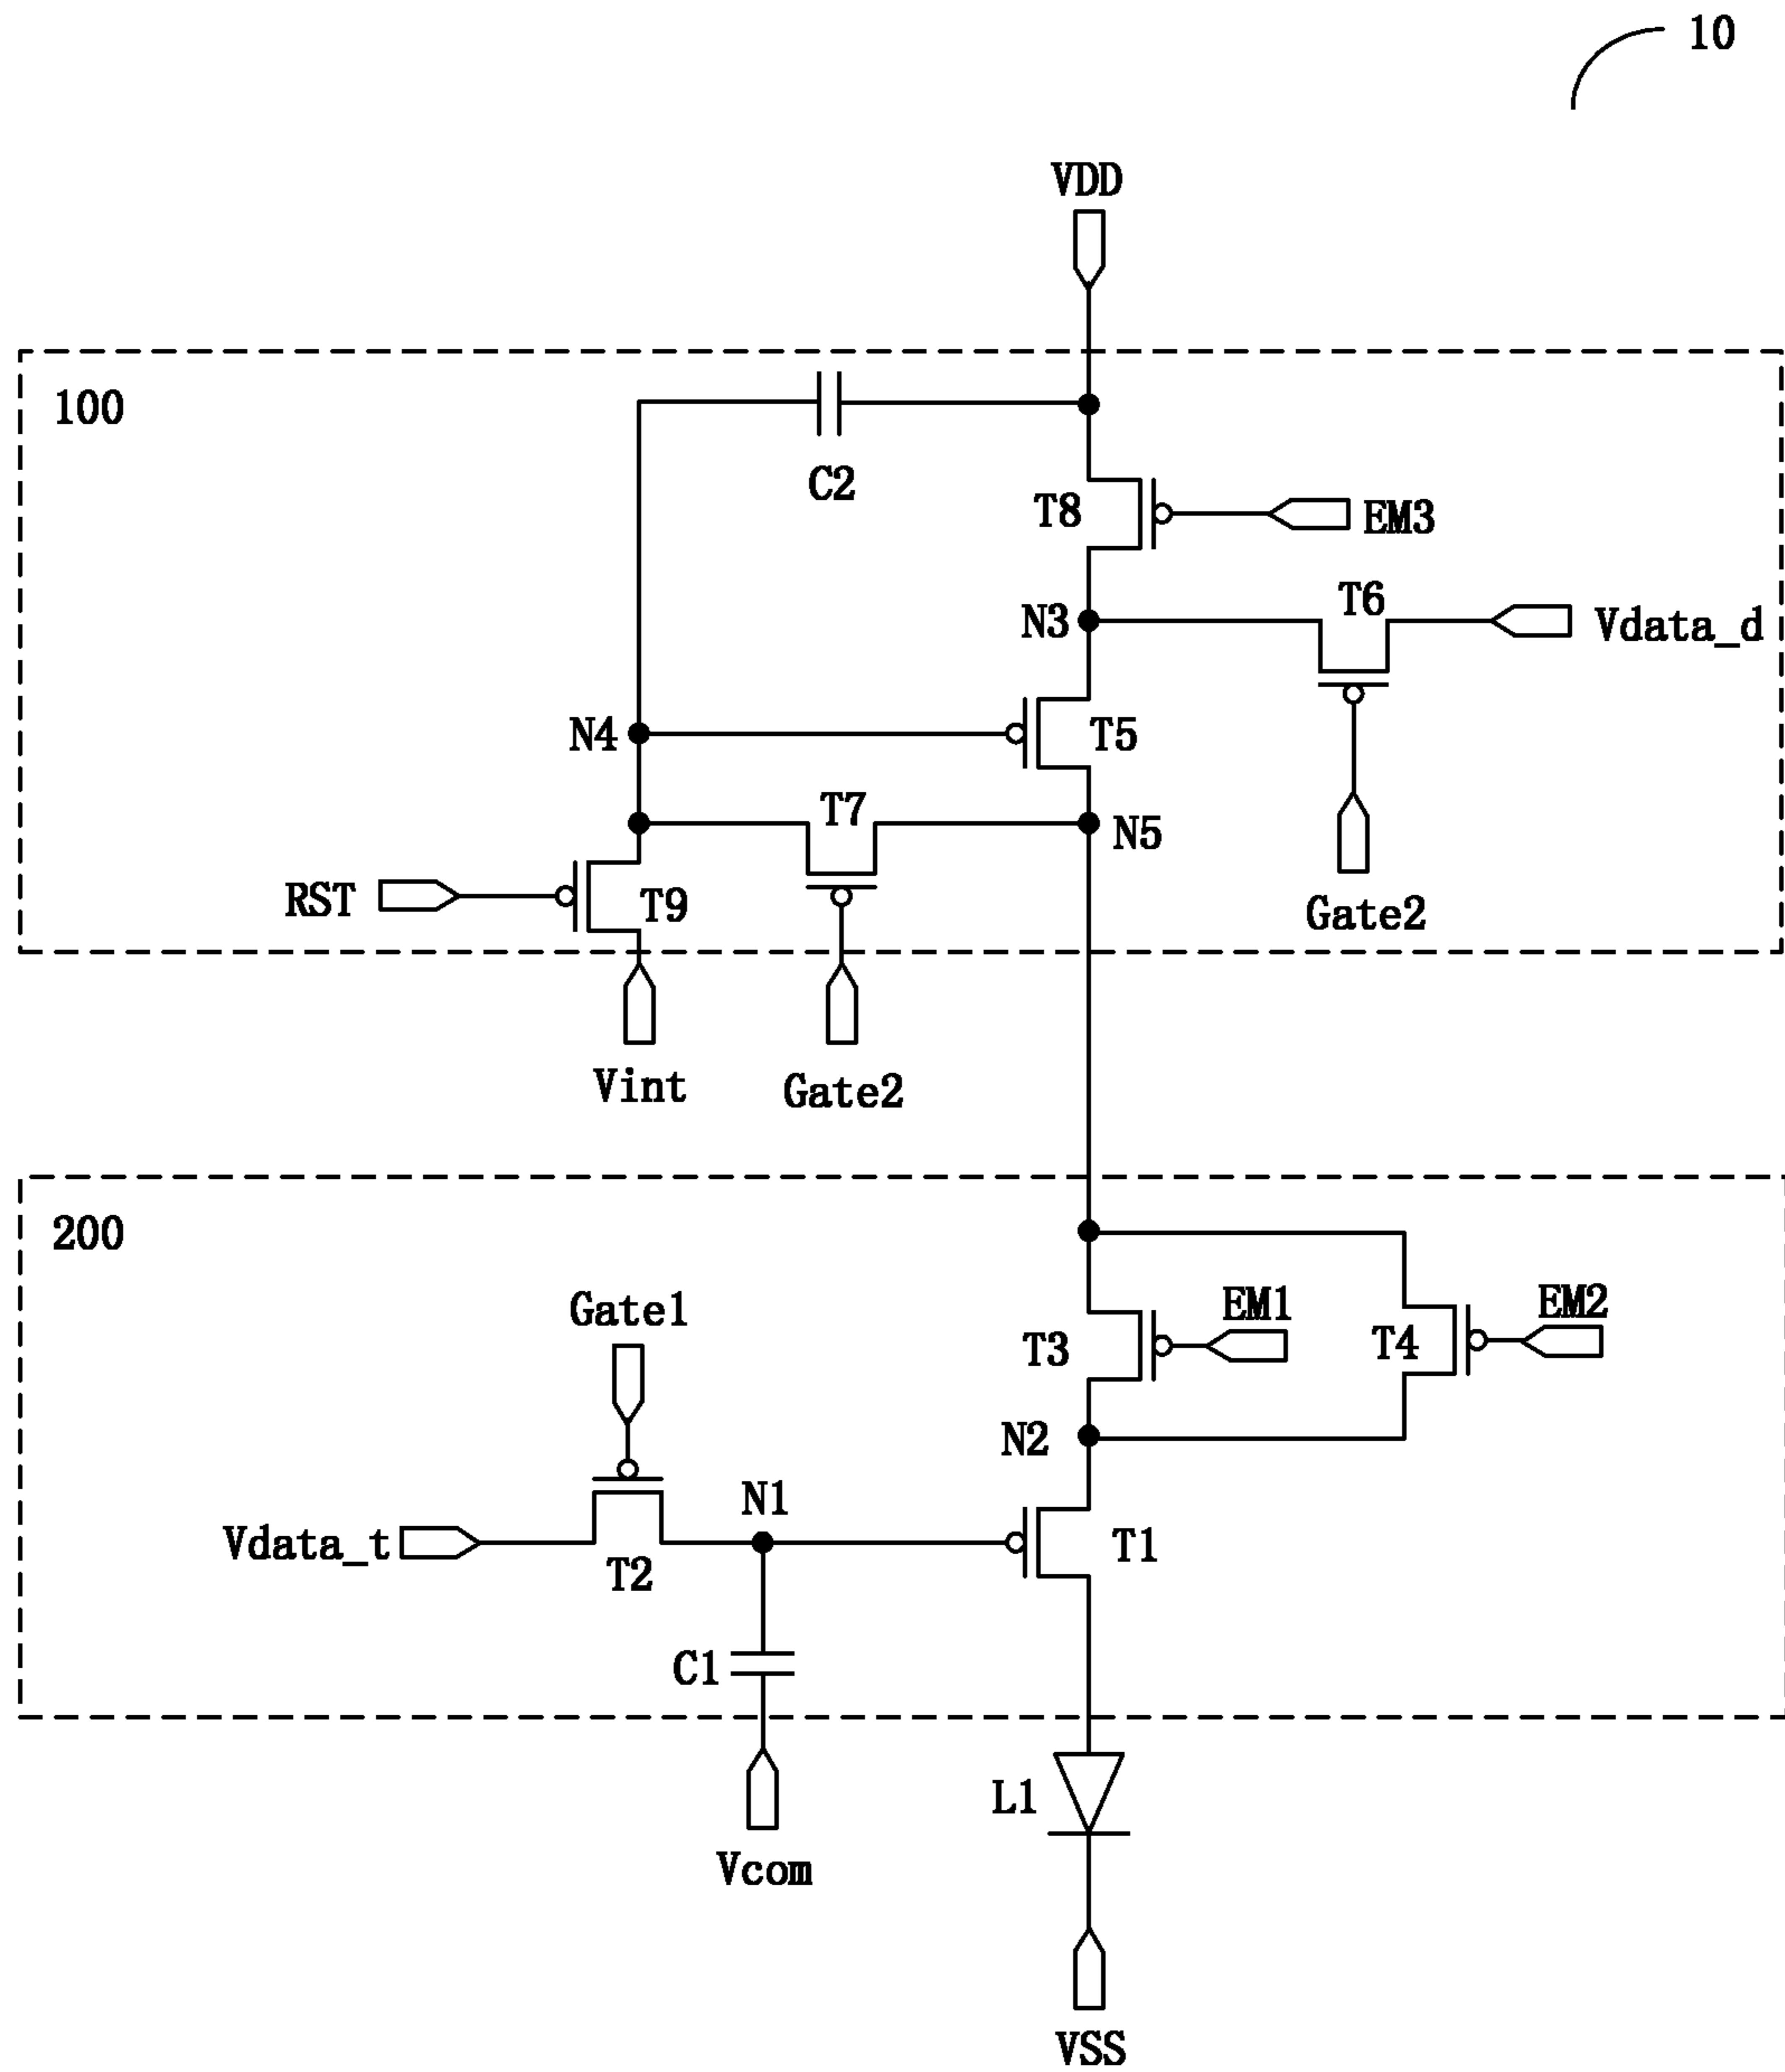 10
VDD
100
C2
T8
EM3
N3
T6
Vdata_d
N4
T5
T7
N5
RST
T9
Gate2
Vint
Gate2
200
Gate1
EM1
EM2
T3
T4
N2
N1
Vdata_t
T2
T1
C1
L1
Vcom
VSS